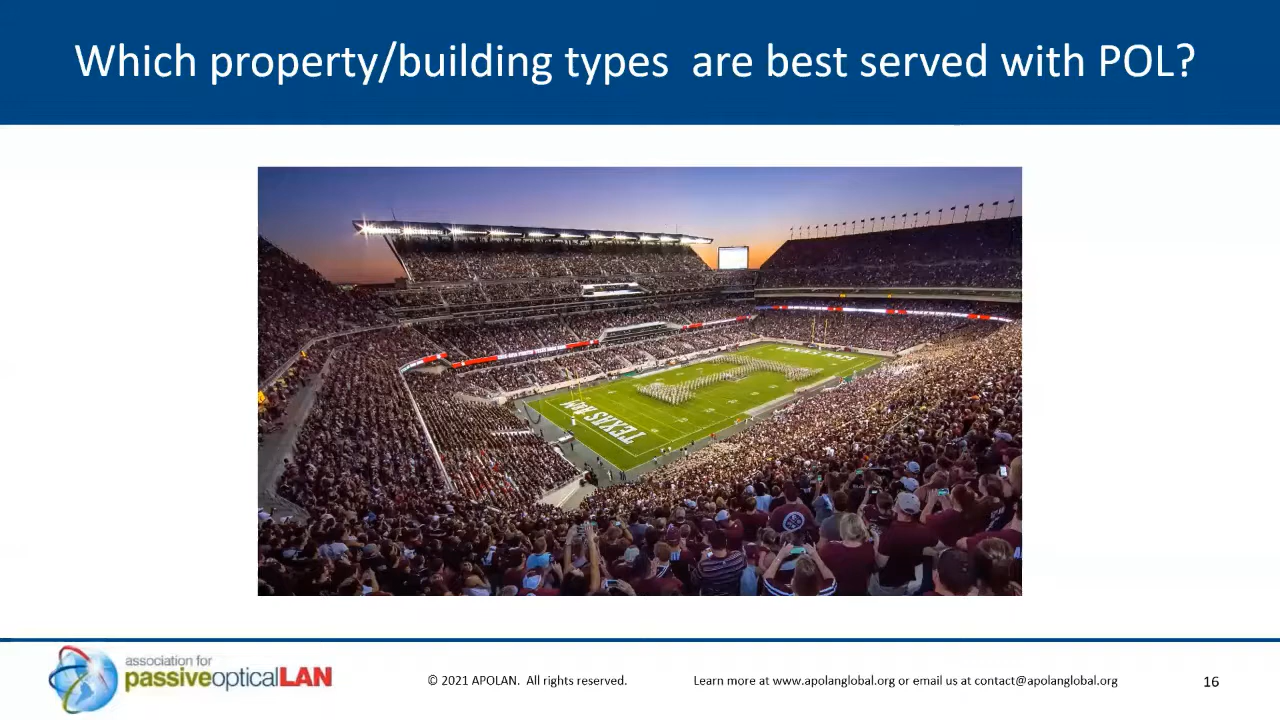 Which property/building types  are best served with POL?
TEXAS A&M
TEXAS A&M
association for
passiveopticalLAN
© 2021 APOLAN.  All rights reserved.
Learn more at www.apolanglobal.org or email us at contact@apolanglobal.org
16